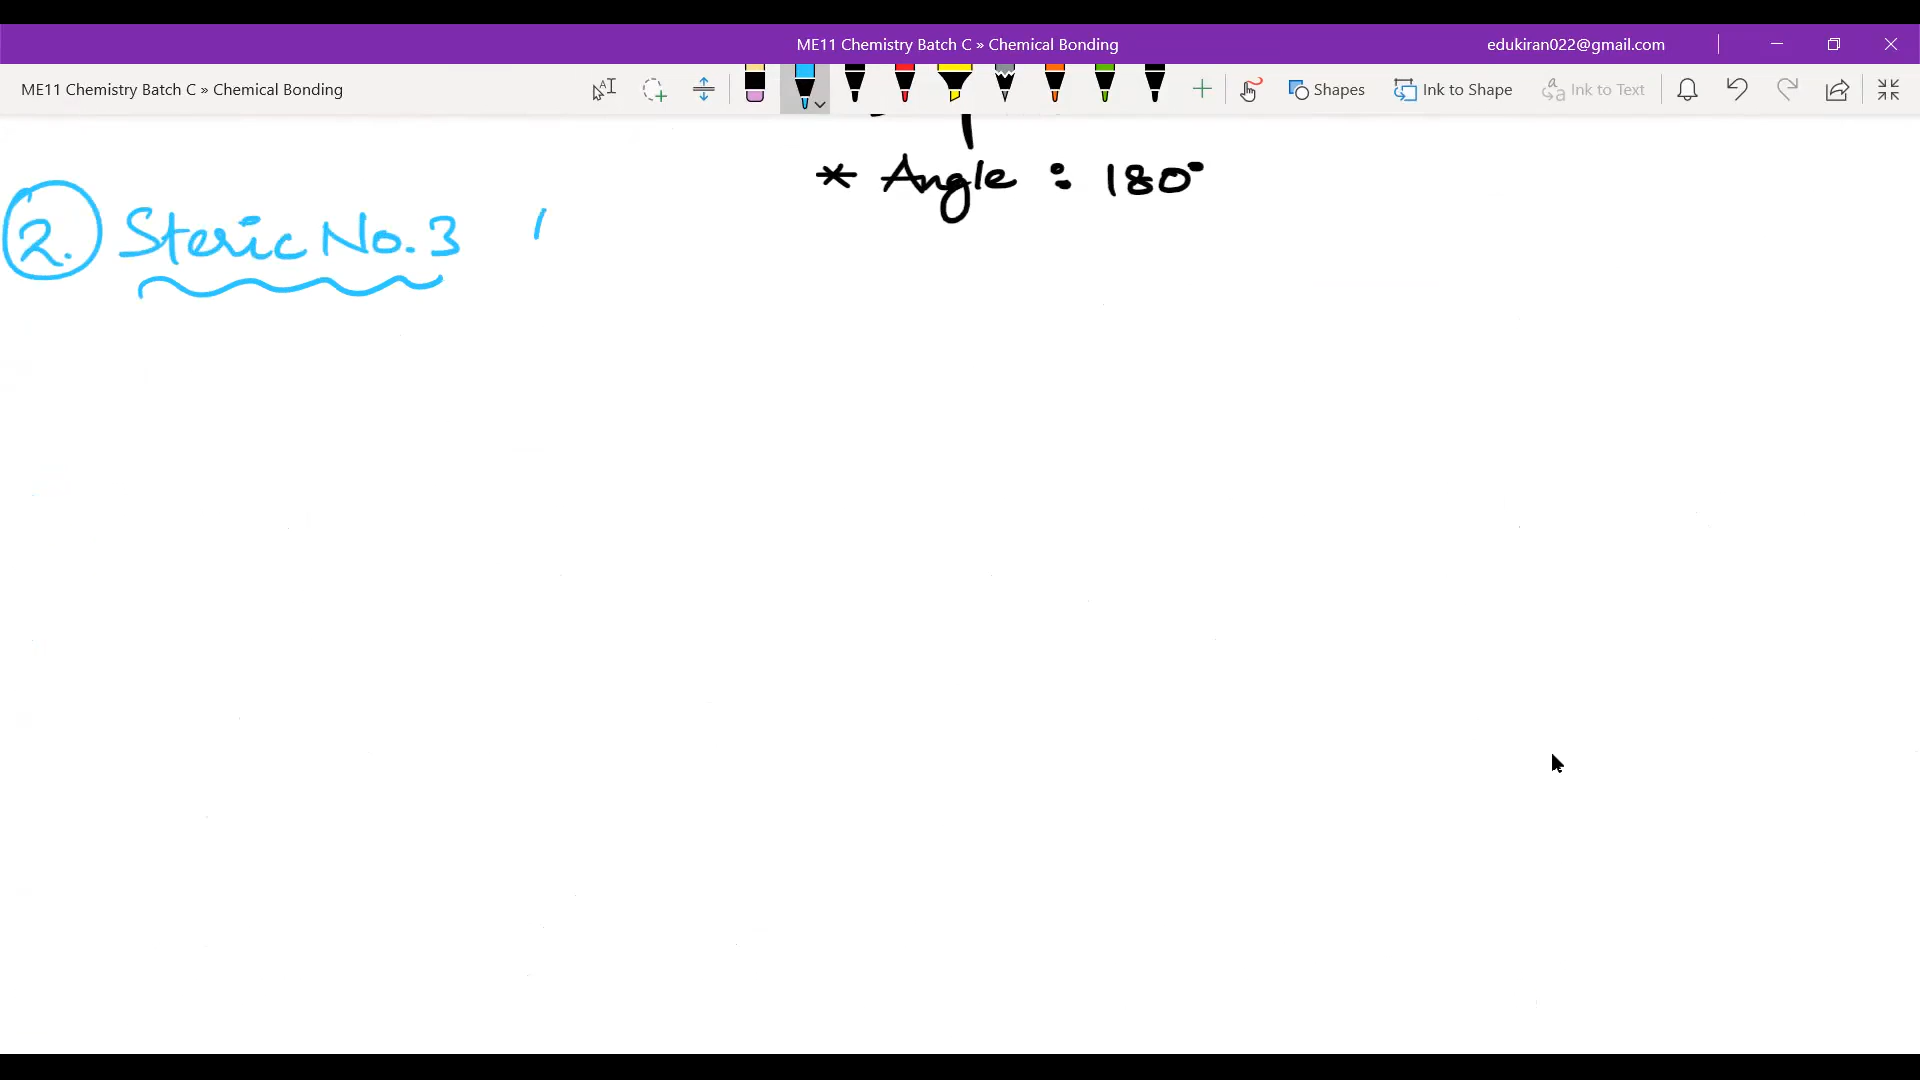 ME11 Chemistry Batch C » Chemical Bonding
edukiran022@gmail.com
ME11 Chemistry Batch C » Chemical Bonding
Shapes
Ink to Shape
Ink to Text
* Angle : 180°
2. Steric No. 3